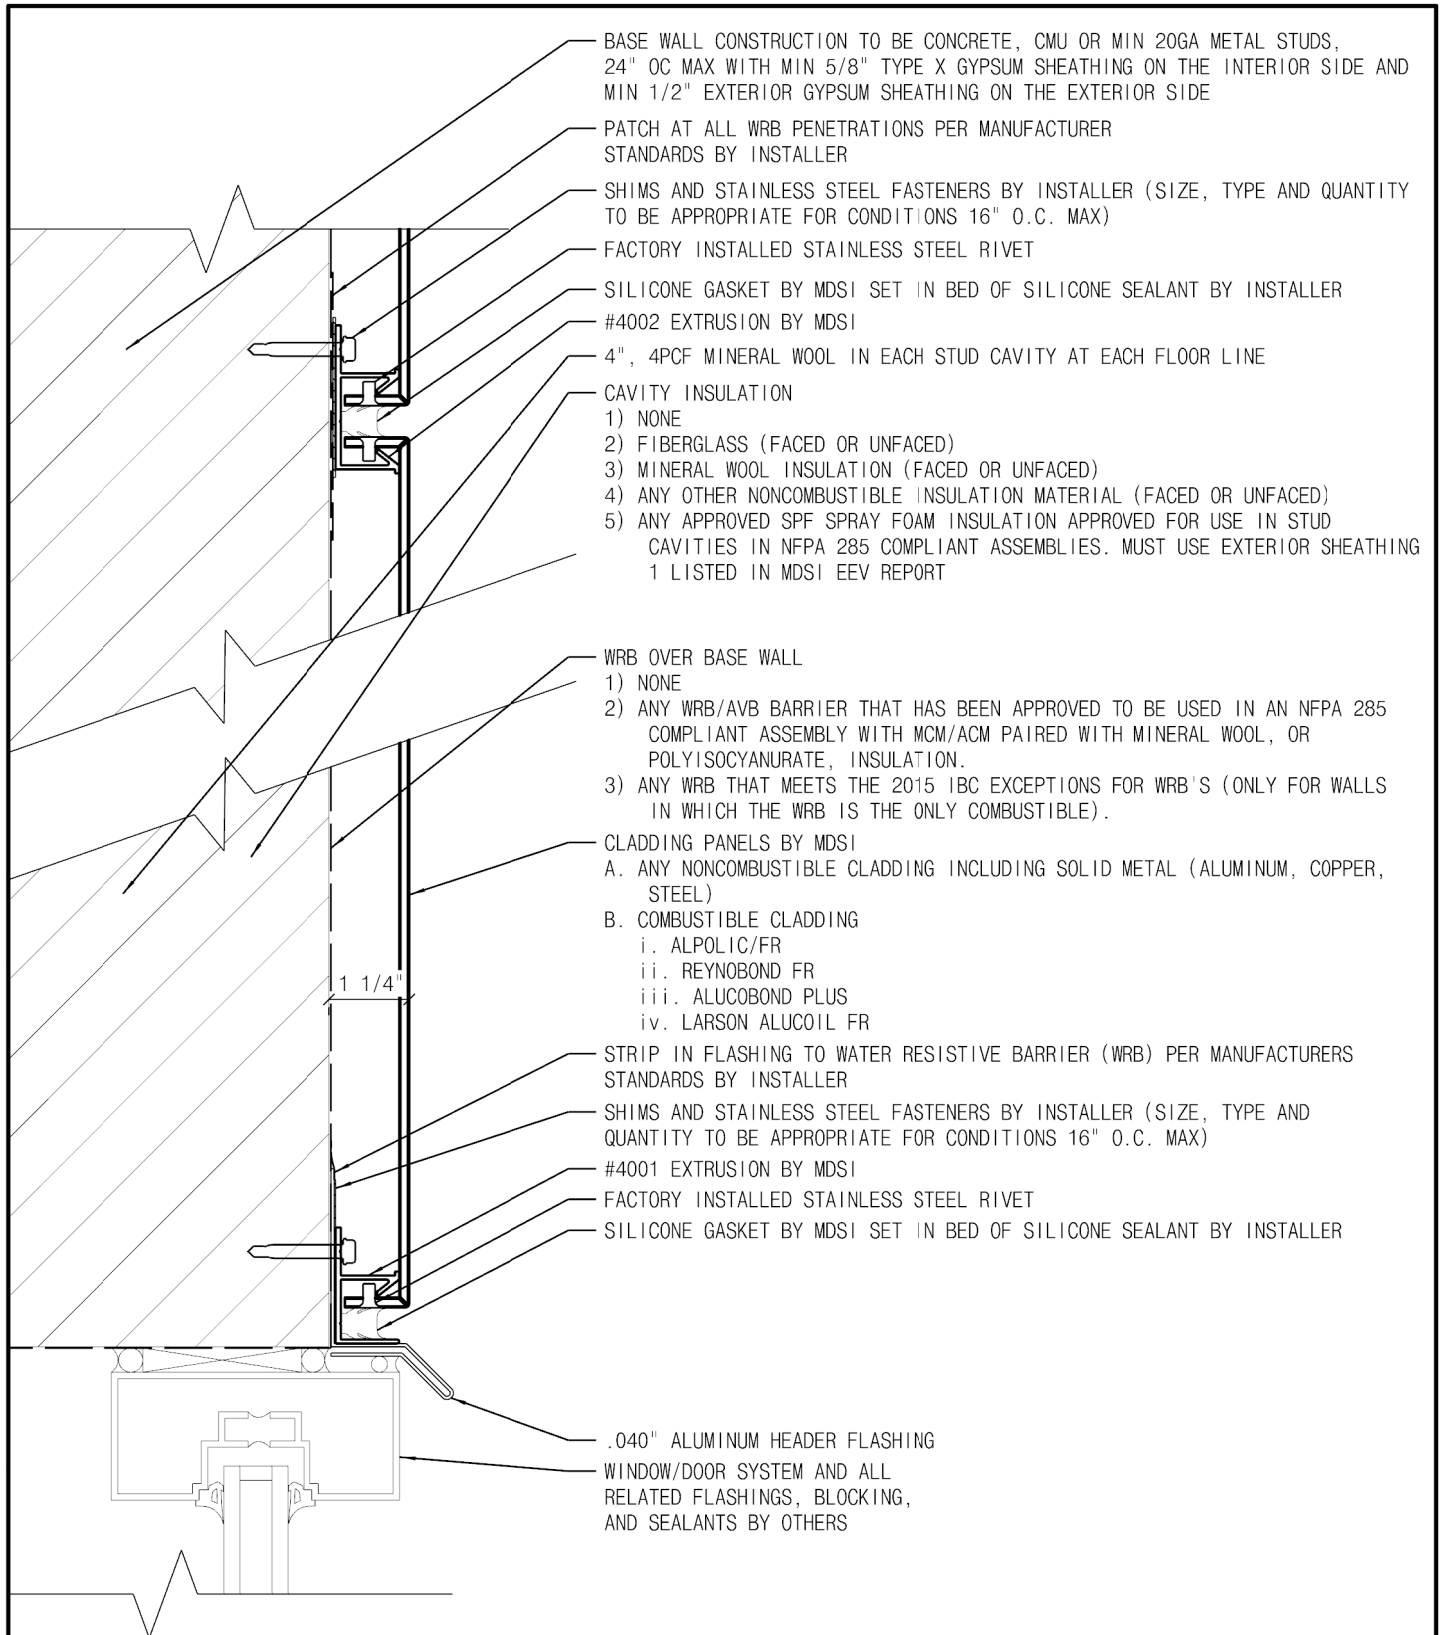 BASE WALL CONSTRUCTION TO BE CONCRETE, CMU OR MIN 20GA METAL STUDS,
24" OC MAX WITH MIN 5/8" TYPE X GYPSUM SHEATHING ON THE INTERIOR SIDE AND
MIN 1/2" EXTERIOR GYPSUM SHEATHING ON THE EXTERIOR SIDE
PATCH AT ALL WRB PENETRATIONS PER MANUFACTURER
STANDARDS BY INSTALLER
SHIMS AND STAINLESS STEEL FASTENERS BY INSTALLER (SIZE, TYPE AND QUANTITY
TO BE APPROPRIATE FOR CONDITIONS 16" O.C. MAX)
FACTORY INSTALLED STAINLESS STEEL RIVET
SILICONE GASKET BY MDSI SET IN BED OF SILICONE SEALANT BY INSTALLER
#4002 EXTRUSION BY MDSI
4", 4PCF MINERAL WOOL IN EACH STUD CAVITY AT EACH FLOOR LINE
CAVITY INSULATION
1) NONE
2) FIBERGLASS (FACED OR UNFACED)
3) MINERAL WOOL INSULATION (FACED OR UNFACED)
4) ANY OTHER NONCOMBUSTIBLE INSULATION MATERIAL (FACED OR UNFACED)
5) ANY APPROVED SPF SPRAY FOAM INSULATION APPROVED FOR USE IN STUD
CAVITIES IN NFPA 285 COMPLIANT ASSEMBLIES. MUST USE EXTERIOR SHEATHING
1 LISTED IN MDSI EEV REPORT
WRB OVER BASE WALL
1) NONE
2) ANY WRB/AVB BARRIER THAT HAS BEEN APPROVED TO BE USED IN AN NFPA 285
COMPLIANT ASSEMBLY WITH MCM/ACM PAIRED WITH MINERAL WOOL, OR
POLYISOCYANURATE, INSULATION.
3) ANY WRB THAT MEETS THE 2015 IBC EXCEPTIONS FOR WRB'S (ONLY FOR WALLS
IN WHICH THE WRB IS THE ONLY COMBUSTIBLE).
CLADDING PANELS BY MDSI
A. ANY NONCOMBUSTIBLE CLADDING INCLUDING SOLID METAL (ALUMINUM, COPPER,
STEEL)
B. COMBUSTIBLE CLADDING
i. ALPOLIC/FR
ii. REYNOBOND FR
iii. ALUCOBOND PLUS
iv. LARSON ALUCOIL FR
1 1/4"
STRIP IN FLASHING TO WATER RESISTIVE BARRIER (WRB) PER MANUFACTURERS
STANDARDS BY INSTALLER
SHIMS AND STAINLESS STEEL FASTENERS BY INSTALLER (SIZE, TYPE AND
QUANTITY TO BE APPROPRIATE FOR CONDITIONS 16" O.C. MAX)
#4001 EXTRUSION BY MDSI
FACTORY INSTALLED STAINLESS STEEL RIVET
SILICONE GASKET BY MDSI SET IN BED OF SILICONE SEALANT BY INSTALLER
.040" ALUMINUM HEADER FLASHING
WINDOW/DOOR SYSTEM AND ALL
RELATED FLASHINGS, BLOCKING,
AND SEALANTS BY OTHERS